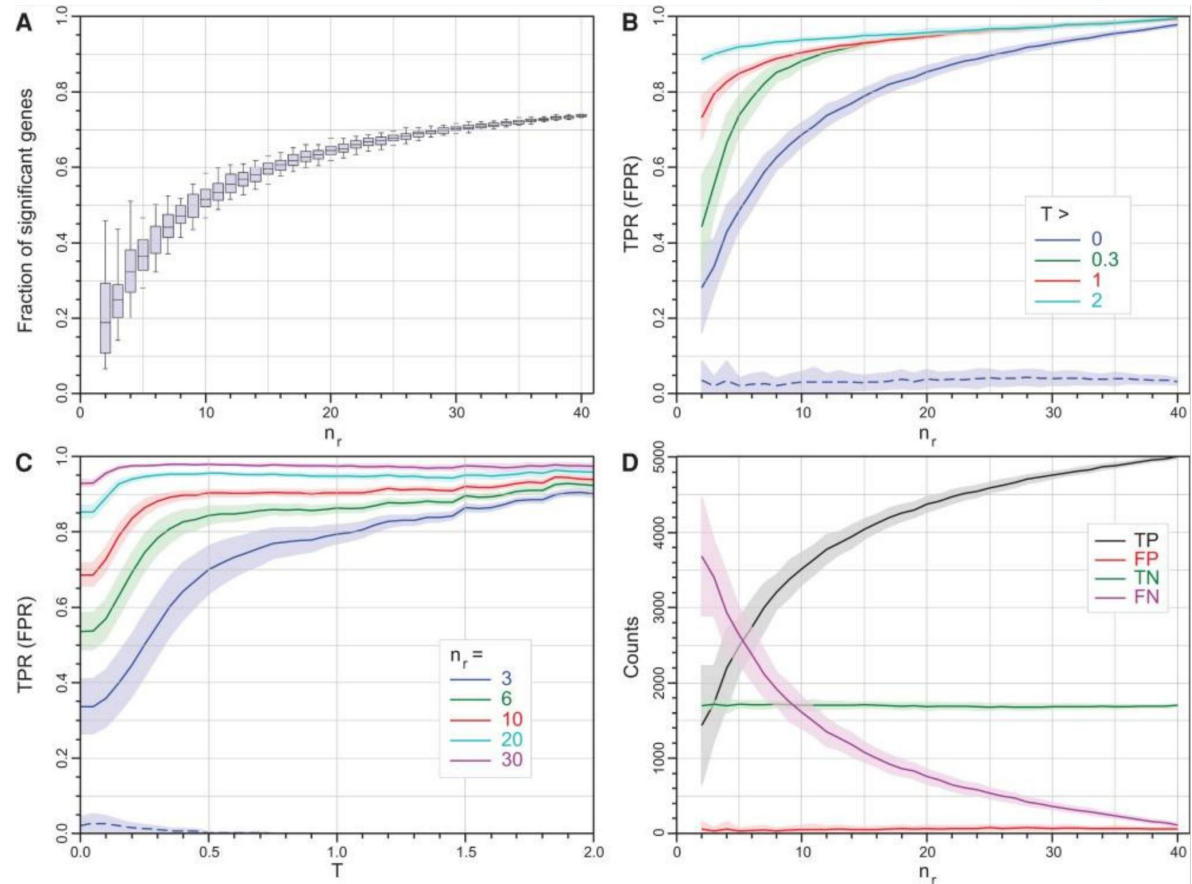 A
Fraction of significant genes
1.0
0.8
0.6
0.4
0.2
0.0
0 10 20 30 40
n_r
B
TPR (FPR)
1.0
0.8
0.6
0.4
0.2
0.0
T >
0
0.3
1
2
0 10 20 30 40
n_r
C
TPR (FPR)
1.0
0.8
0.6
0.4
0.2
0.0
n_r =
3
6
10
20
30
0.0 0.5 1.0 1.5 2.0
T
D
Counts
5000
4000
3000
2000
1000
0
TP
FP
TN
FN
0 10 20 30 40
n_r